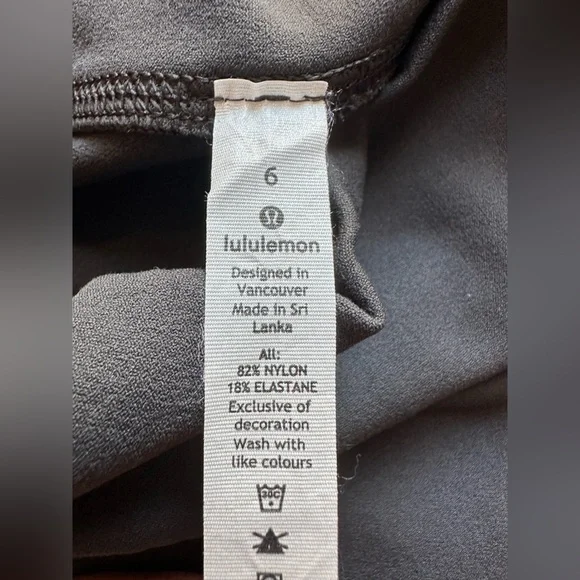 6
lululemon
Designed in
Vancouver
Made in Sri
Lanka
All:
82% NYLON
18% ELASTANE
Exclusive of
decoration
Wash with
like colours
30C